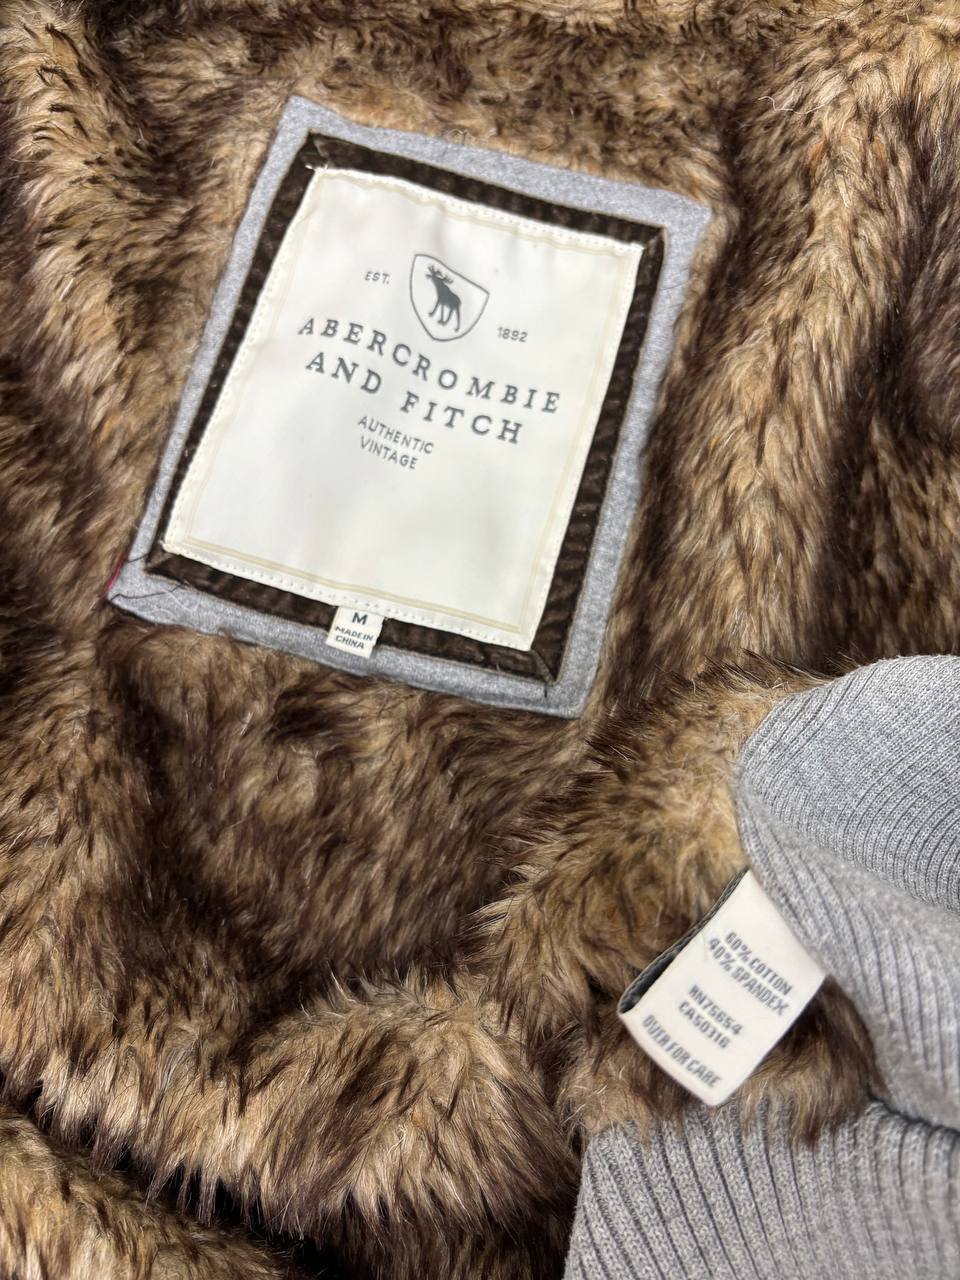 EST. 1892
ABERCROMBIE
AND FITCH
AUTHENTIC
VINTAGE
M
MADE IN
CHINA
60% COTTON
40% SPANDEX
RN75654
CA50316
OVER FOR CARE